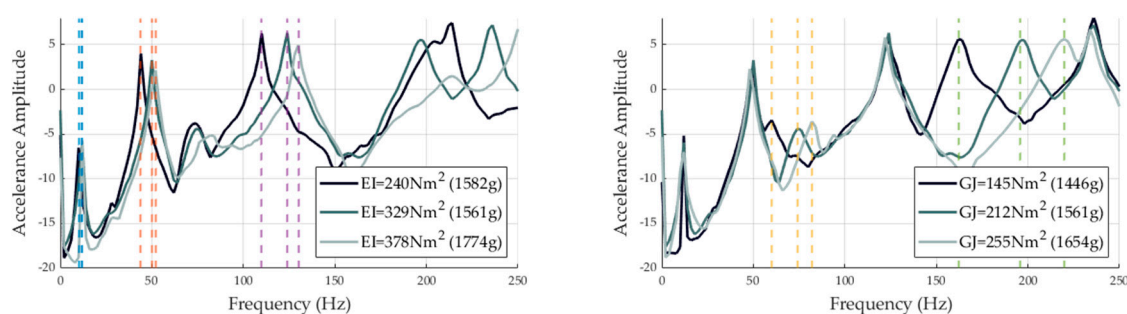 Accelerance Amplitude
5
0
-5
-10
-15
-20
0
50
100
150
200
250
Frequency (Hz)
EI=240Nm² (1582g)
EI=329Nm² (1561g)
EI=378Nm² (1774g)
Accelerance Amplitude
5
0
-5
-10
-15
-20
0
50
100
150
200
250
Frequency (Hz)
GJ=145Nm² (1446g)
GJ=212Nm² (1561g)
GJ=255Nm² (1654g)